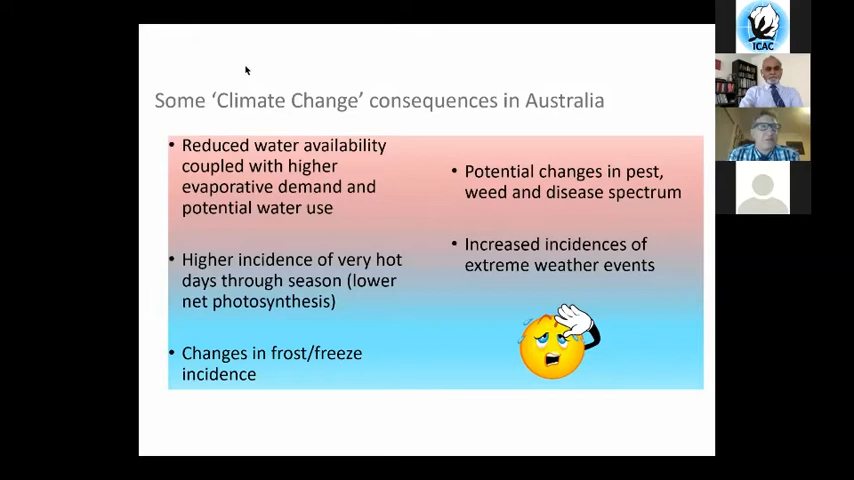 Some ‘Climate Change’ consequences in Australia
• Reduced water availability
coupled with higher
evaporative demand and
potential water use
• Higher incidence of very hot
days through season (lower
net photosynthesis)
• Changes in frost/freeze
incidence
• Potential changes in pest,
weed and disease spectrum
• Increased incidences of
extreme weather events
ICAC